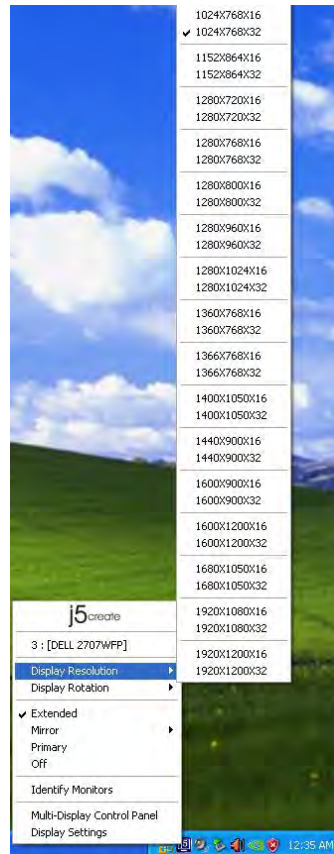 1024X768X16
1024X768X32
1152X864X16
1152X864X32
1280X720X16
1280X720X32
1280X768X16
1280X768X32
1280X800X16
1280X800X32
1280X960X16
1280X960X32
1280X1024X16
1280X1024X32
1360X768X16
1360X768X32
1366X768X16
1366X768X32
1400X1050X16
1400X1050X32
1440X900X16
1440X900X32
1600X900X16
1600X900X32
1600X1200X16
1600X1200X32
1680X1050X16
1680X1050X32
1920X1080X16
1920X1080X32
1920X1200X16
1920X1200X32
j5create
3 : [DELL 2707WFP]
Display Resolution
Display Rotation
Extended
Mirror
Primary
Off
Identify Monitors
Multi-Display Control Panel
Display Settings
12:35 AM